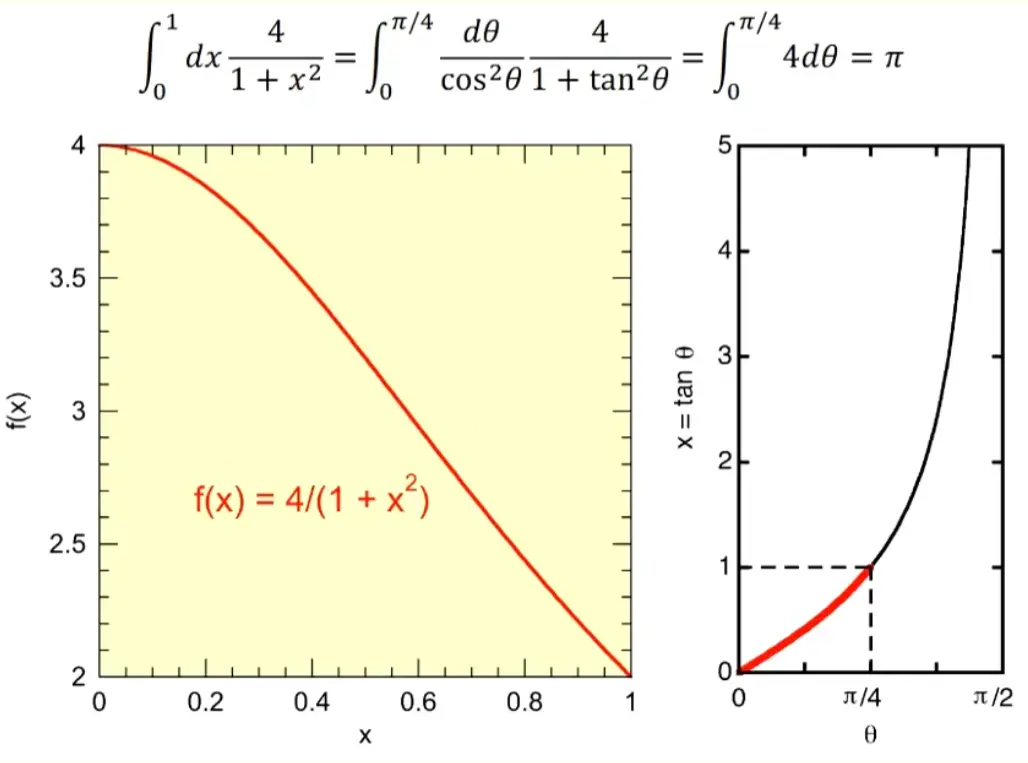 ∫₀¹ dx 4/(1 + x²) = ∫₀^(π/4) dθ/cos²θ 4/(1 + tan²θ) = ∫₀^(π/4) 4dθ = π
4
3.5
3
2.5
2
f(x)
f(x) = 4/(1 + x²)
0 0.2 0.4 0.6 0.8 1
x
5
4
3
2
1
0
x = tan θ
0 π/4 π/2
θ